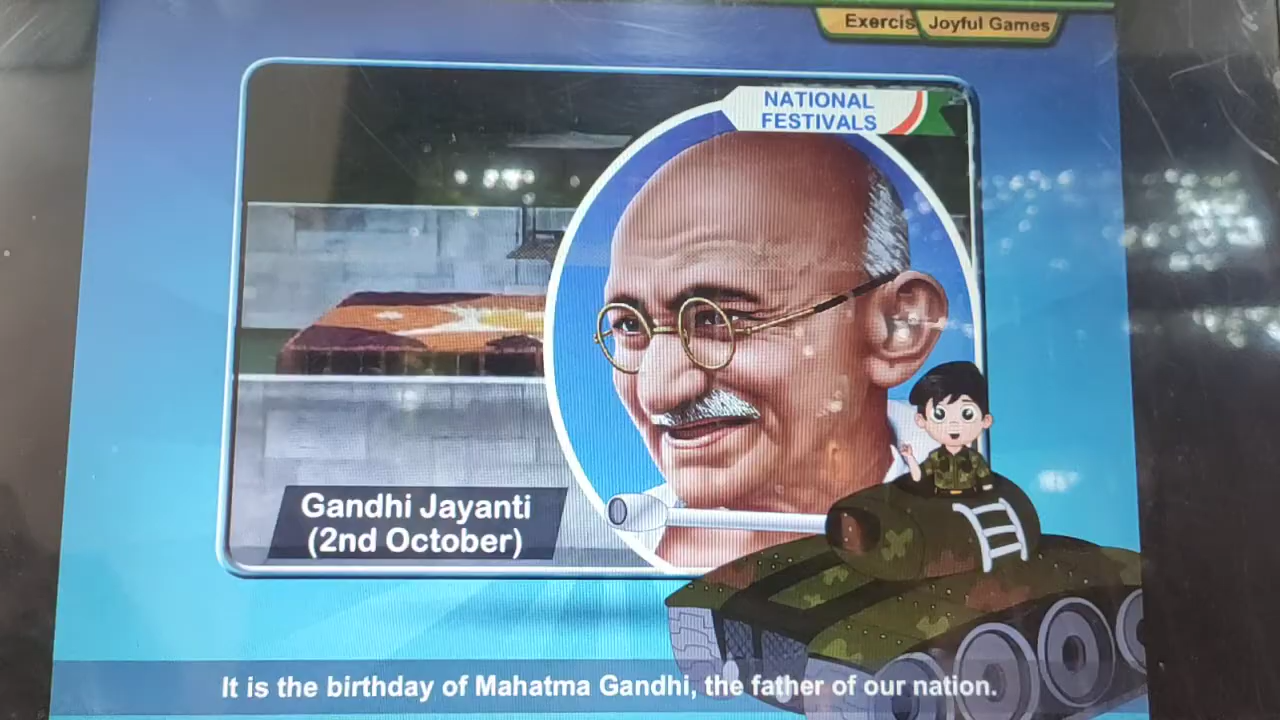 Exercis
Joyful Games
NATIONAL
FESTIVALS
Gandhi Jayanti
(2nd October)
It is the birthday of Mahatma Gandhi, the father of our nation.